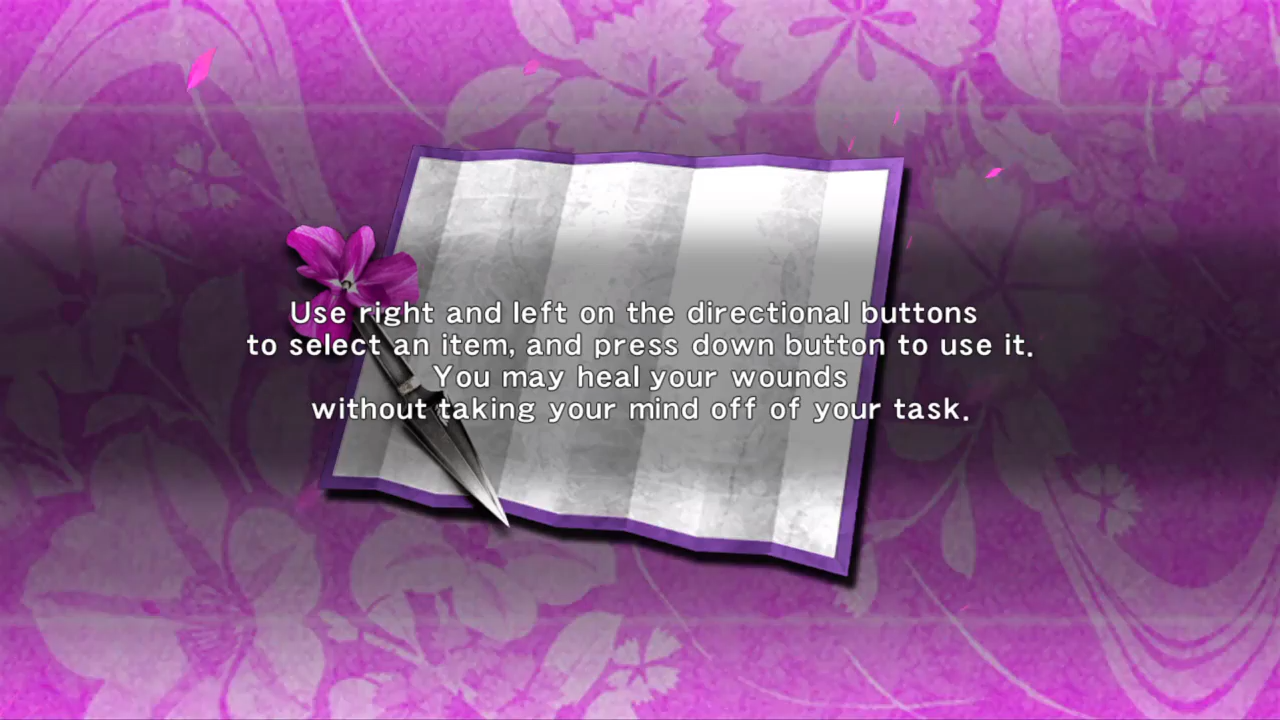 Use right and left on the directional buttons
to select an item, and press down button to use it.
You may heal your wounds
without taking your mind off of your task.